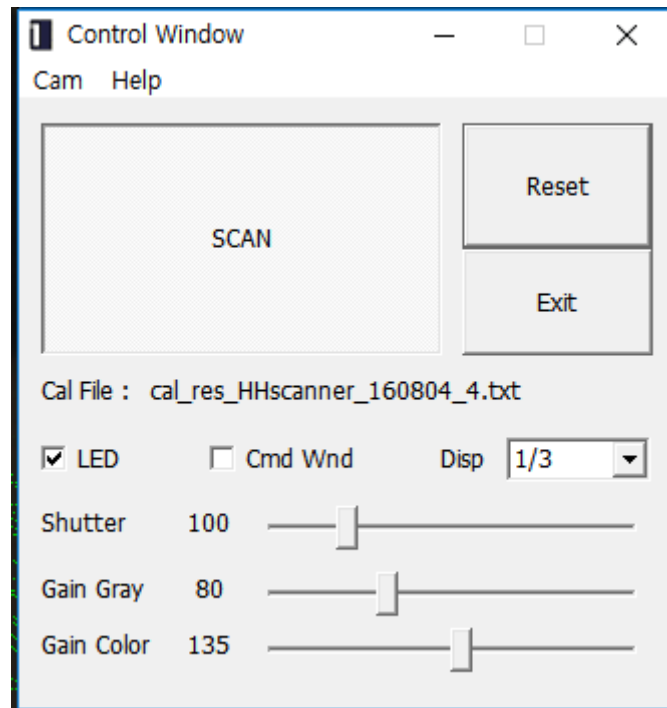 Control Window
Cam Help
SCAN
Reset
Exit
Cal File : cal_res_HHscanner_160804_4.txt
LED Cmd Wnd Disp 1/3
Shutter 100
Gain Gray 80
Gain Color 135